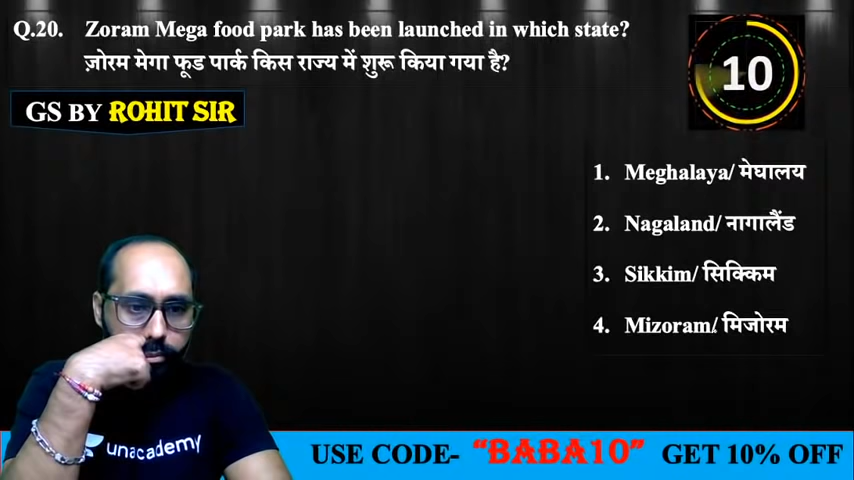 Q.20. Zoram Mega food park has been launched in which state?
ज़ोरम मेगा फूड पार्क किस राज्य में शुरू किया गया है?
10
GS BY ROHIT SIR
1. Meghalaya/ मेघालय
2. Nagaland/ नागालैंड
3. Sikkim/ सिक्किम
4. Mizoram/ मिजोरम
unacademy
USE CODE- “BABA10” GET 10% OFF